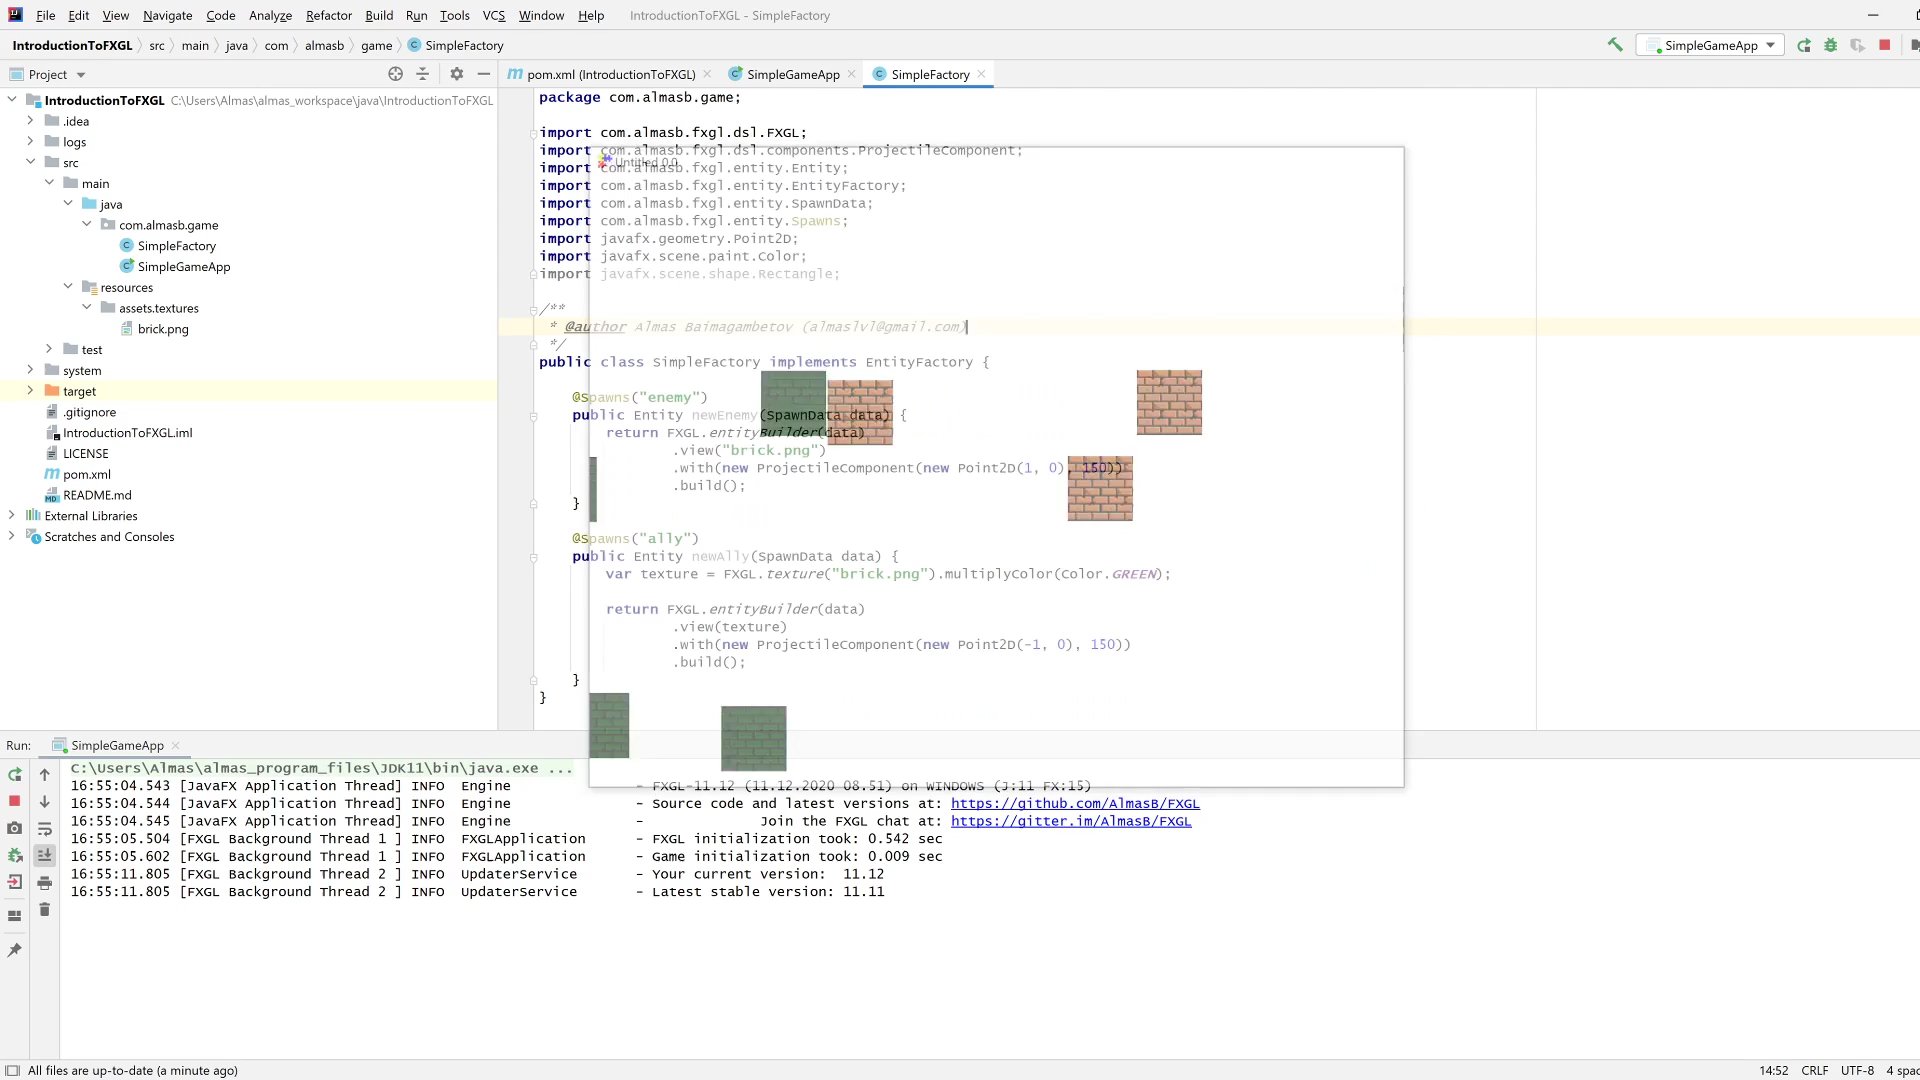 File Edit View Navigate Code Analyze Refactor Build Run Tools VCS Window Help IntroductionToFXGL - SimpleFactory
IntroductionToFXGL src main java com almasb game SimpleFactory SimpleGameApp
Project pom.xml (IntroductionToFXGL) SimpleGameApp SimpleFactory
IntroductionToFXGL C:\Users\Almas\almas_workspace\java\IntroductionToFXGL
.idea
logs
src
main
java
com.almasb.game
SimpleFactory
SimpleGameApp
resources
assets.textures
brick.png
test
system
target
.gitignore
IntroductionToFXGL.iml
LICENSE
pom.xml
README.md
External Libraries
Scratches and Consoles
package com.almasb.game;
import com.almasb.fxgl.dsl.FXGL;
import com.almasb.fxgl.dsl.components.ProjectileComponent;
Untitled 0.0
import com.almasb.fxgl.entity.Entity;
import com.almasb.fxgl.entity.EntityFactory;
import com.almasb.fxgl.entity.SpawnData;
import com.almasb.fxgl.entity.Spawns;
import javafx.geometry.Point2D;
import javafx.scene.paint.Color;
import javafx.scene.shape.Rectangle;
/**
* @author Almas Baimagambetov (almaslvl@gmail.com)
*/
public class SimpleFactory implements EntityFactory {
@Spawns("enemy")
public Entity newEnemy(SpawnData data) {
return FXGL.entityBuilder(data)
.view("brick.png")
.with(new ProjectileComponent(new Point2D(1, 0), 150))
.build();
}
@Spawns("ally")
public Entity newAlly(SpawnData data) {
var texture = FXGL.texture("brick.png").multiplyColor(Color.GREEN);
return FXGL.entityBuilder(data)
.view(texture)
.with(new ProjectileComponent(new Point2D(-1, 0), 150))
.build();
}
}
Run: SimpleGameApp
C:\Users\Almas\almas_program_files\JDK11\bin\java.exe ...
16:55:04.543 [JavaFX Application Thread] INFO Engine - FXGL-11.12 (11.12.2020 08.51) on WINDOWS (J:11 FX:15)
16:55:04.544 [JavaFX Application Thread] INFO Engine - Source code and latest versions at: https://github.com/AlmasB/FXGL
16:55:04.545 [JavaFX Application Thread] INFO Engine - Join the FXGL chat at: https://gitter.im/AlmasB/FXGL
16:55:05.504 [FXGL Background Thread 1 ] INFO FXGLApplication - FXGL initialization took: 0.542 sec
16:55:05.602 [FXGL Background Thread 1 ] INFO FXGLApplication - Game initialization took: 0.009 sec
16:55:11.805 [FXGL Background Thread 2 ] INFO UpdaterService - Your current version: 11.12
16:55:11.805 [FXGL Background Thread 2 ] INFO UpdaterService - Latest stable version: 11.11
All files are up-to-date (a minute ago) 14:52 CRLF UTF-8 4 spac